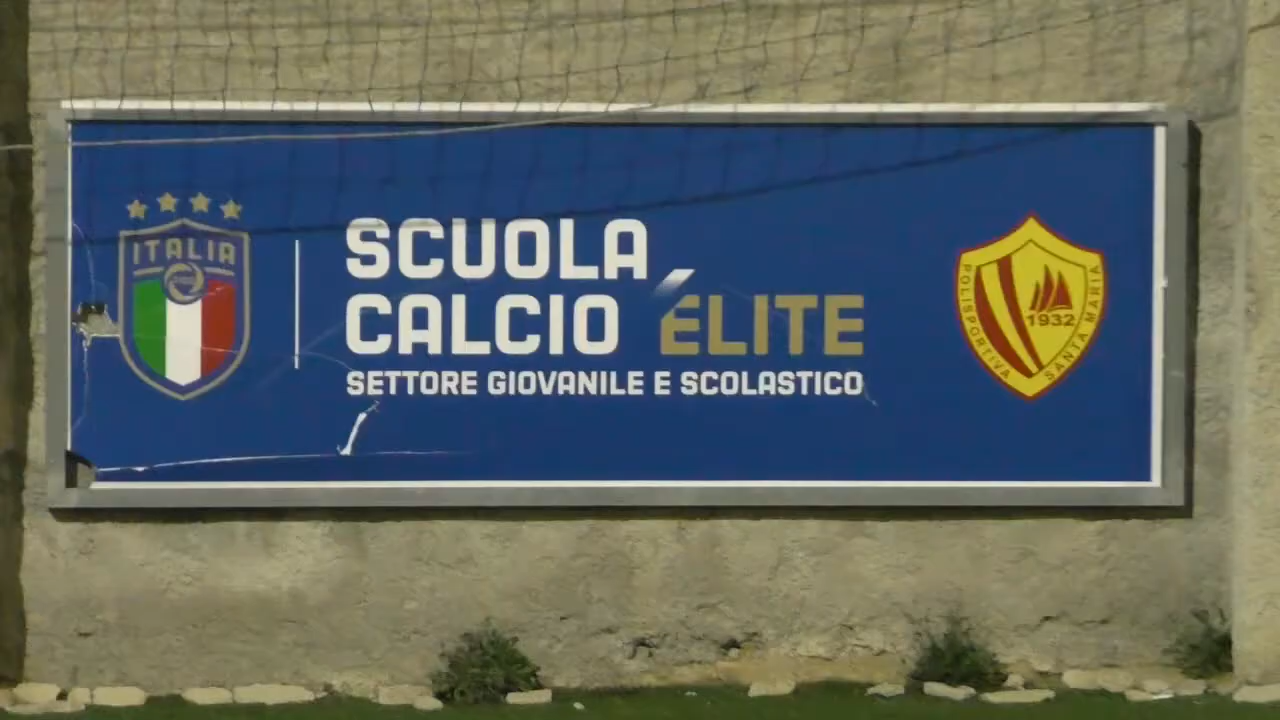 ITALIA
SCUOLA
CALCIO ÉLITE
SETTORE GIOVANILE E SCOLASTICO
1932
POLISPORTIVA
SANTA MARIA